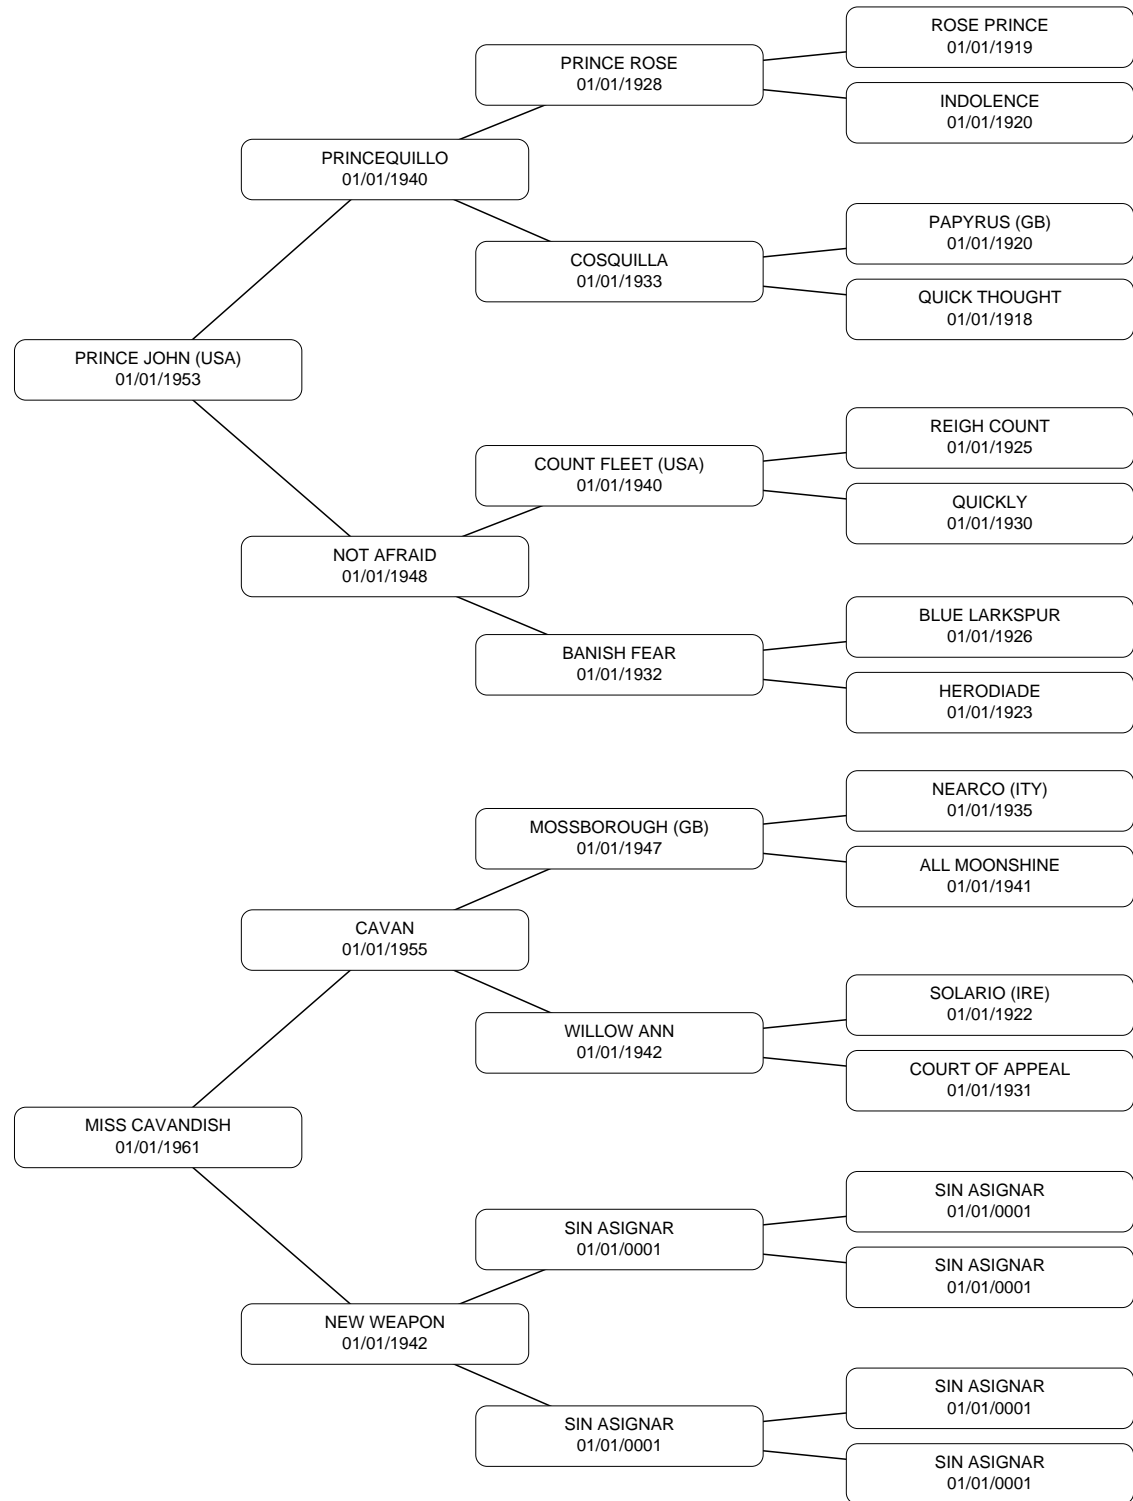 ROSE PRINCE
01/01/1919
PRINCE ROSE
01/01/1928
INDOLENCE
01/01/1920
PRINCEQUILLO
01/01/1940
PAPYRUS (GB)
01/01/1920
COSQUILLA
01/01/1933
QUICK THOUGHT
01/01/1918
PRINCE JOHN (USA)
01/01/1953
REIGH COUNT
01/01/1925
COUNT FLEET (USA)
01/01/1940
QUICKLY
01/01/1930
NOT AFRAID
01/01/1948
BLUE LARKSPUR
01/01/1926
BANISH FEAR
01/01/1932
HERODIADE
01/01/1923
NEARCO (ITY)
01/01/1935
MOSSBOROUGH (GB)
01/01/1947
ALL MOONSHINE
01/01/1941
CAVAN
01/01/1955
SOLARIO (IRE)
01/01/1922
WILLOW ANN
01/01/1942
COURT OF APPEAL
01/01/1931
MISS CAVANDISH
01/01/1961
SIN ASIGNAR
01/01/0001
SIN ASIGNAR
01/01/0001
SIN ASIGNAR
01/01/0001
NEW WEAPON
01/01/1942
SIN ASIGNAR
01/01/0001
SIN ASIGNAR
01/01/0001
SIN ASIGNAR
01/01/0001